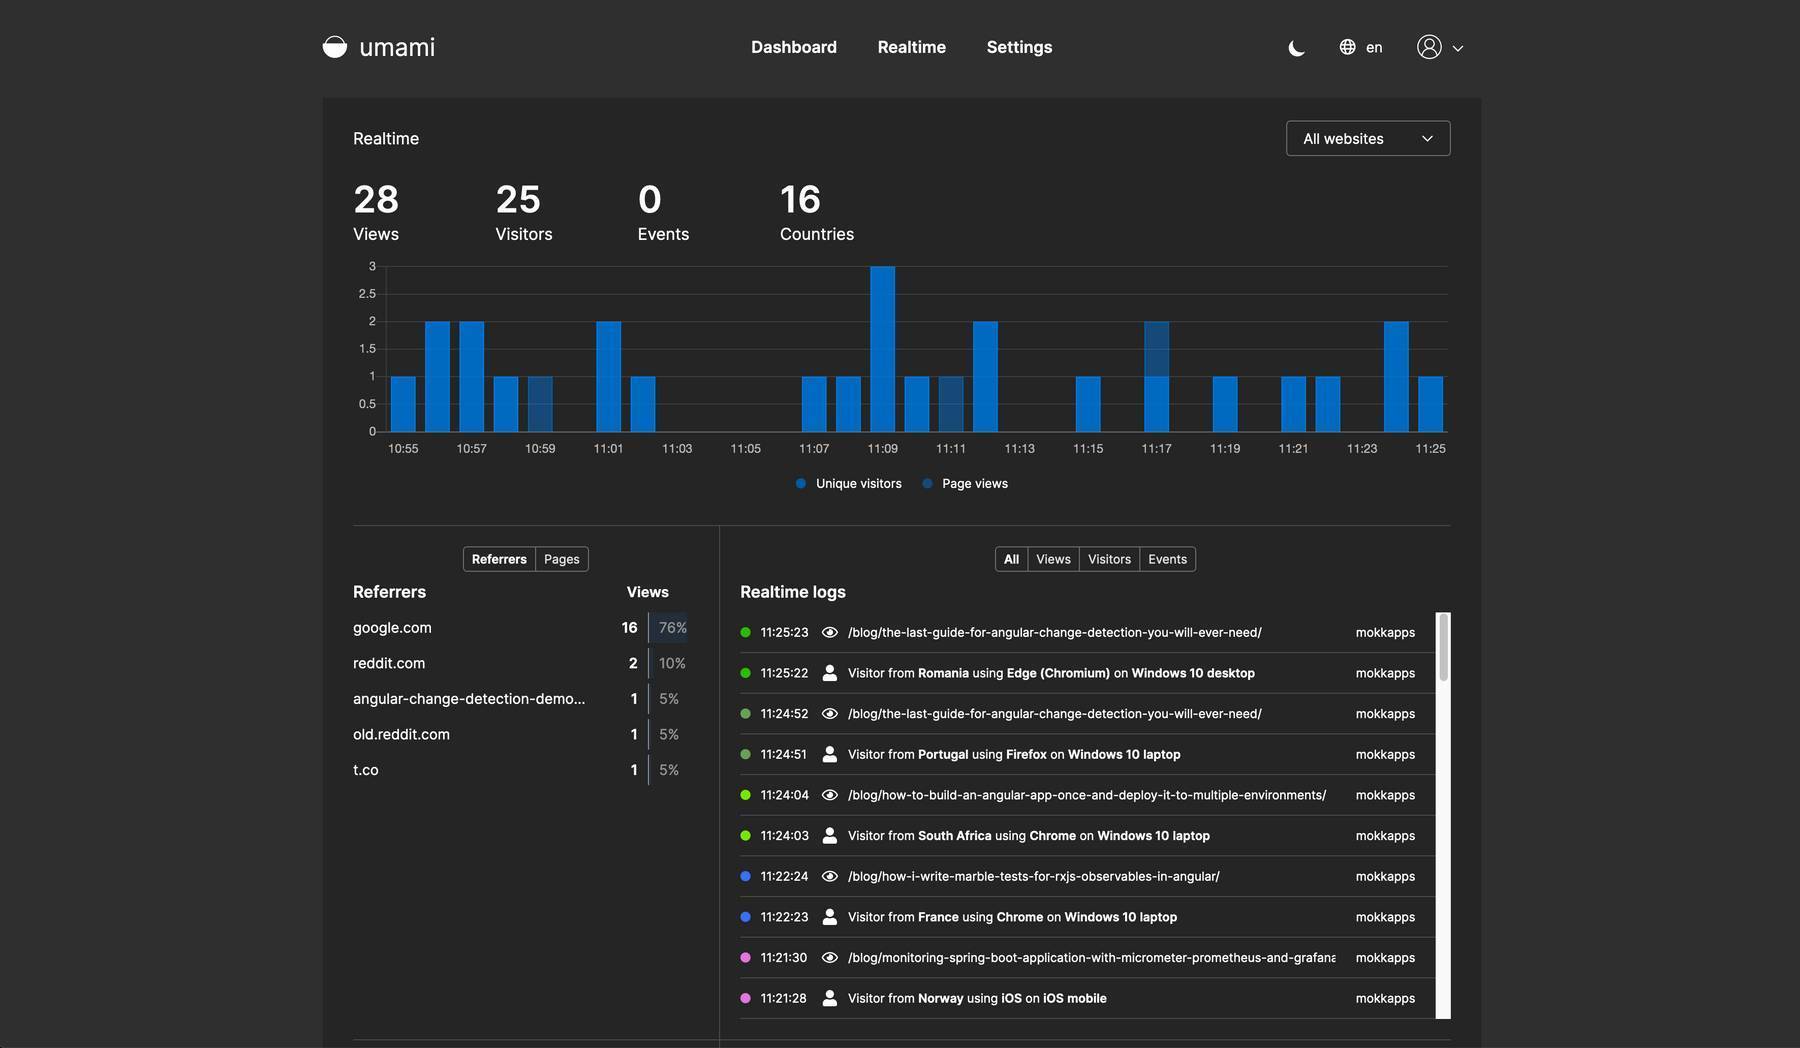 umami
Dashboard Realtime Settings
en
Realtime
All websites
28 25 0 16
Views Visitors Events Countries
3
2.5
2
1.5
1
0.5
0
10:55 10:57 10:59 11:01 11:03 11:05 11:07 11:09 11:11 11:13 11:15 11:17 11:19 11:21 11:23 11:25
Unique visitors Page views
Referrers Pages
Referrers Views
google.com 16 76%
reddit.com 2 10%
angular-change-detection-demo... 1 5%
old.reddit.com 1 5%
t.co 1 5%
All Views Visitors Events
Realtime logs
11:25:23 /blog/the-last-guide-for-angular-change-detection-you-will-ever-need/ mokkapps
11:25:22 Visitor from Romania using Edge (Chromium) on Windows 10 desktop mokkapps
11:24:52 /blog/the-last-guide-for-angular-change-detection-you-will-ever-need/ mokkapps
11:24:51 Visitor from Portugal using Firefox on Windows 10 laptop mokkapps
11:24:04 /blog/how-to-build-an-angular-app-once-and-deploy-it-to-multiple-environments/ mokkapps
11:24:03 Visitor from South Africa using Chrome on Windows 10 laptop mokkapps
11:22:24 /blog/how-i-write-marble-tests-for-rxjs-observables-in-angular/ mokkapps
11:22:23 Visitor from France using Chrome on Windows 10 laptop mokkapps
11:21:30 /blog/monitoring-spring-boot-application-with-micrometer-prometheus-and-grafana mokkapps
11:21:28 Visitor from Norway using iOS on iOS mobile mokkapps